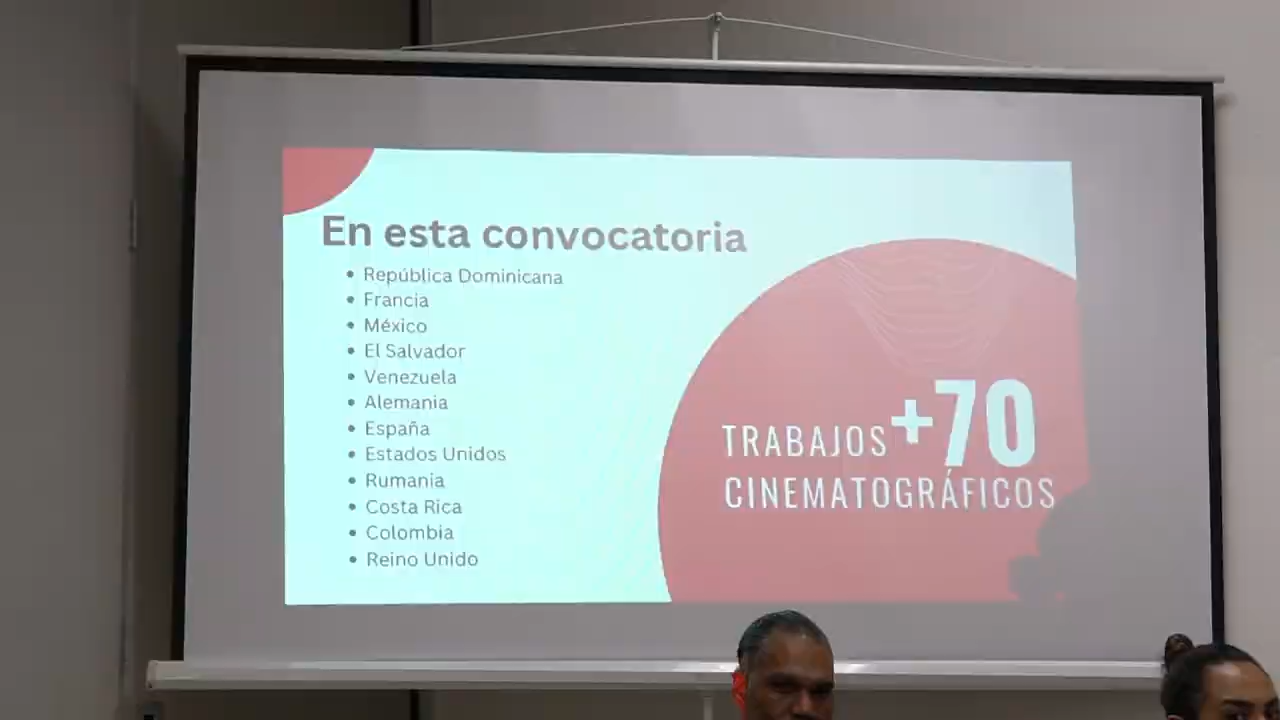 En esta convocatoria
República Dominicana
Francia
México
El Salvador
Venezuela
Alemania
España
Estados Unidos
Rumania
Costa Rica
Colombia
Reino Unido
TRABAJOS +70
CINEMATOGRÁFICOS